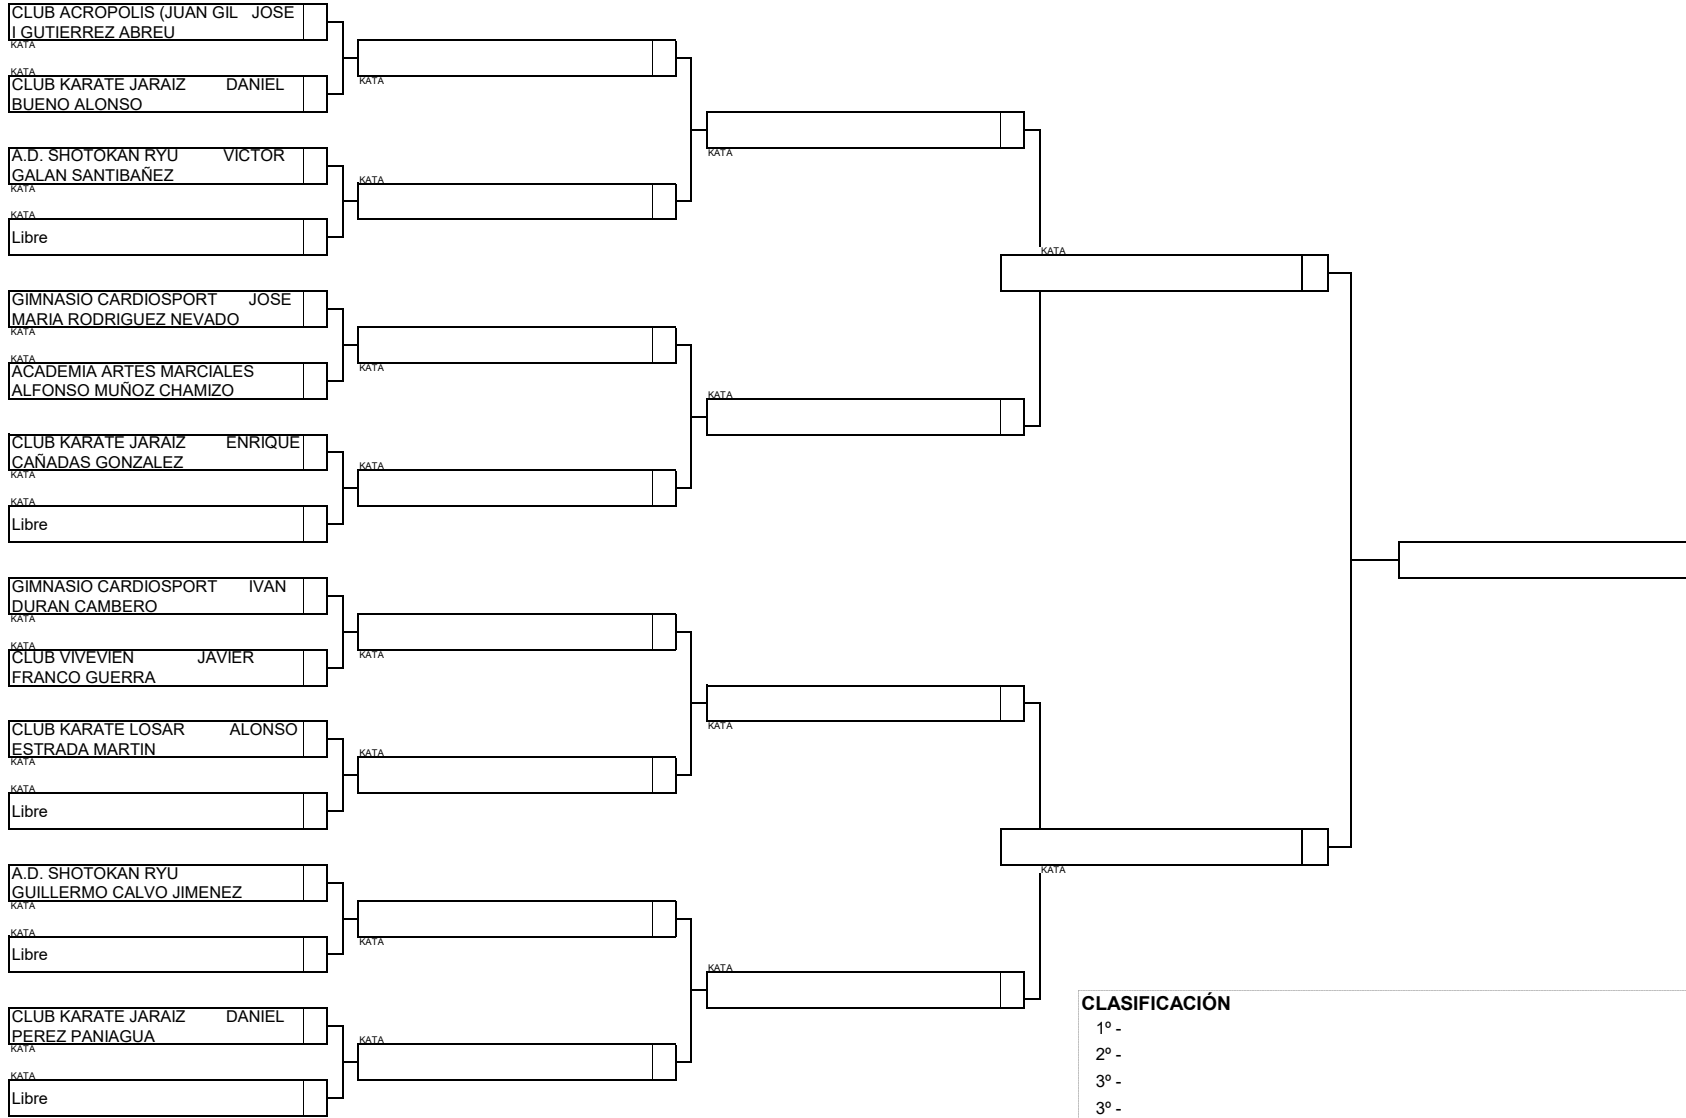 CLUB ACROPOLIS (JUAN GIL JOSE
I GUTIERREZ ABREU
KATA
KATA
CLUB KARATE JARAIZ DANIEL
BUENO ALONSO
KATA
A.D. SHOTOKAN RYU VICTOR
GALAN SANTIBAÑEZ
KATA
KATA
Libre
KATA
KATA
GIMNASIO CARDIOSPORT JOSE
MARIA RODRIGUEZ NEVADO
KATA
KATA
ACADEMIA ARTES MARCIALES
ALFONSO MUÑOZ CHAMIZO
KATA
CLUB KARATE JARAIZ ENRIQUE
CAÑADAS GONZALEZ
KATA
KATA
Libre
KATA
KATA
KATA
GIMNASIO CARDIOSPORT IVAN
DURAN CAMBERO
KATA
KATA
CLUB VIVEVIEN JAVIER
FRANCO GUERRA
KATA
CLUB KARATE LOSAR ALONSO
ESTRADA MARTIN
KATA
KATA
Libre
KATA
KATA
A.D. SHOTOKAN RYU
GUILLERMO CALVO JIMENEZ
KATA
KATA
Libre
KATA
CLUB KARATE JARAIZ DANIEL
PEREZ PANIAGUA
KATA
KATA
Libre
KATA
KATA
KATA
CLASIFICACIÓN
1º -
2º -
3º -
3º -